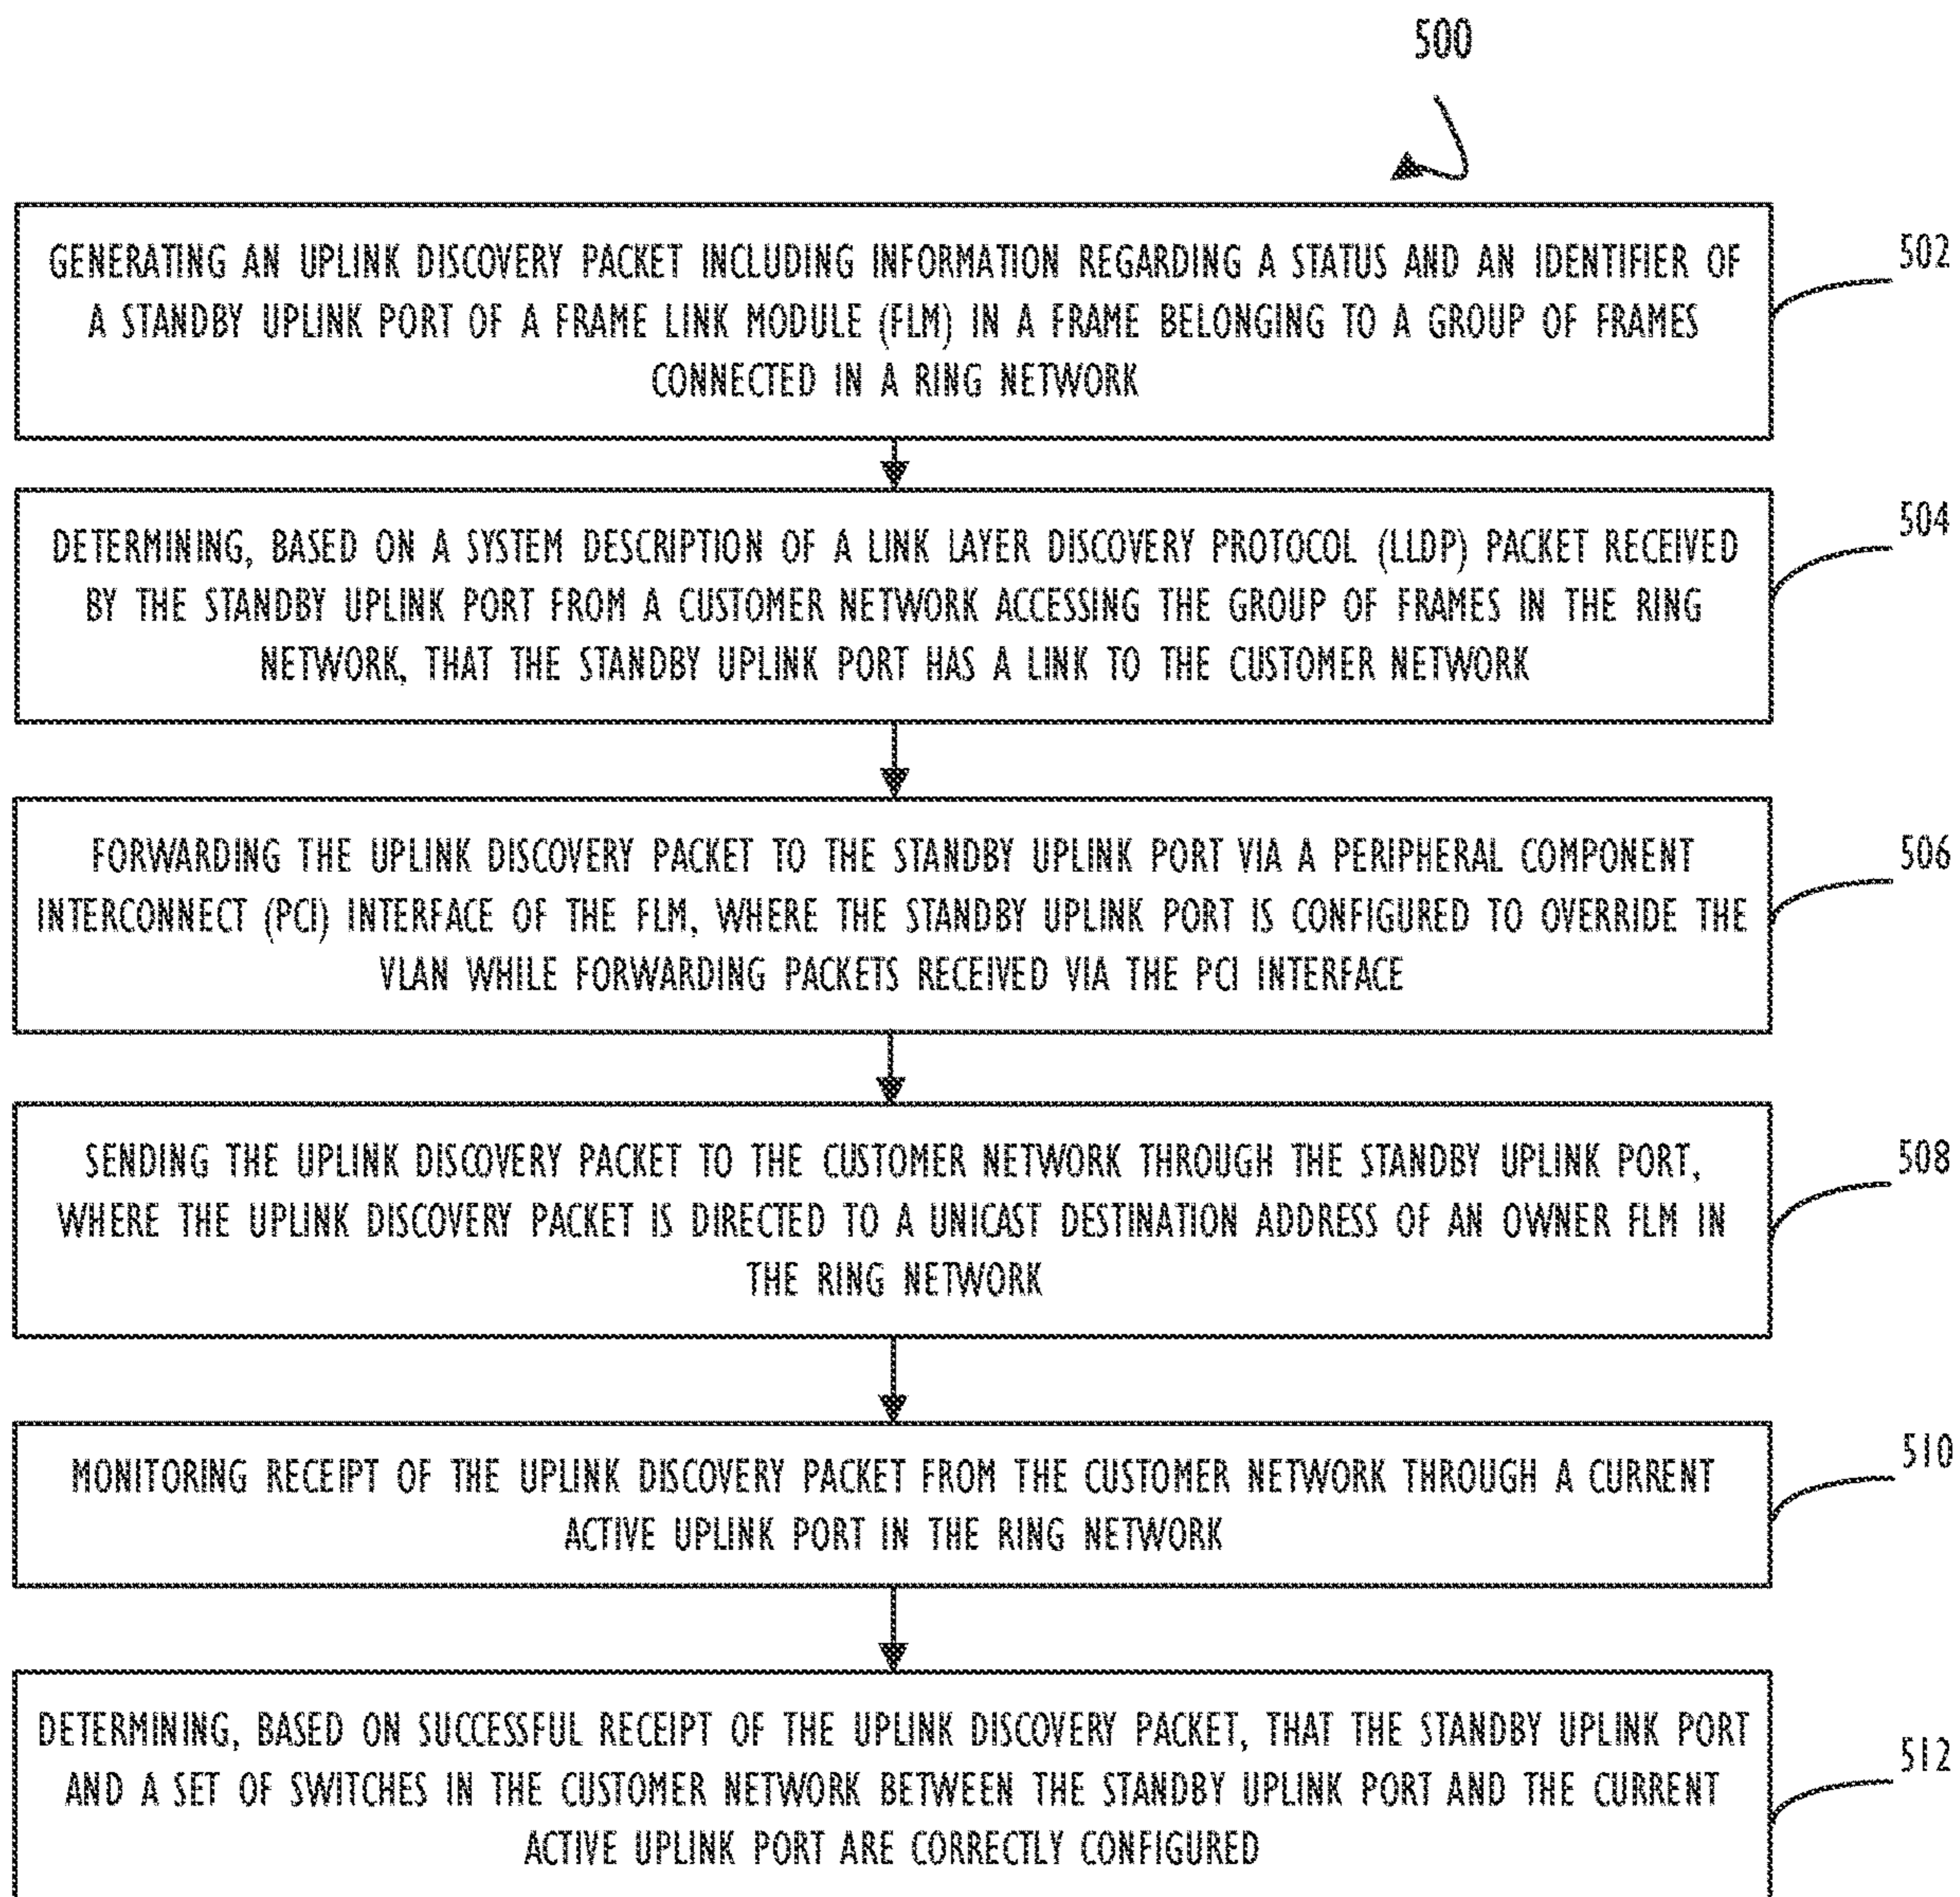 500
GENERATING AN UPLINK DISCOVERY PACKET INCLUDING INFORMATION REGARDING A STATUS AND AN IDENTIFIER OF
A STANDBY UPLINK PORT OF A FRAME LINK MODULE (FLM) IN A FRAME BELONGING TO A GROUP OF FRAMES
CONNECTED IN A RING NETWORK
502
DETERMINING, BASED ON A SYSTEM DESCRIPTION OF A LINK LAYER DISCOVERY PROTOCOL (LLDP) PACKET RECEIVED
BY THE STANDBY UPLINK PORT FROM A CUSTOMER NETWORK ACCESSING THE GROUP OF FRAMES IN THE RING
NETWORK, THAT THE STANDBY UPLINK PORT HAS A LINK TO THE CUSTOMER NETWORK
504
FORWARDING THE UPLINK DISCOVERY PACKET TO THE STANDBY UPLINK PORT VIA A PERIPHERAL COMPONENT
INTERCONNECT (PCI) INTERFACE OF THE FLM, WHERE THE STANDBY UPLINK PORT IS CONFIGURED TO OVERRIDE THE
VLAN WHILE FORWARDING PACKETS RECEIVED VIA THE PCI INTERFACE
506
SENDING THE UPLINK DISCOVERY PACKET TO THE CUSTOMER NETWORK THROUGH THE STANDBY UPLINK PORT,
WHERE THE UPLINK DISCOVERY PACKET IS DIRECTED TO A UNICAST DESTINATION ADDRESS OF AN OWNER FLM IN
THE RING NETWORK
508
MONITORING RECEIPT OF THE UPLINK DISCOVERY PACKET FROM THE CUSTOMER NETWORK THROUGH A CURRENT
ACTIVE UPLINK PORT IN THE RING NETWORK
510
DETERMINING, BASED ON SUCCESSFUL RECEIPT OF THE UPLINK DISCOVERY PACKET, THAT THE STANDBY UPLINK PORT
AND A SET OF SWITCHES IN THE CUSTOMER NETWORK BETWEEN THE STANDBY UPLINK PORT AND THE CURRENT
ACTIVE UPLINK PORT ARE CORRECTLY CONFIGURED
512